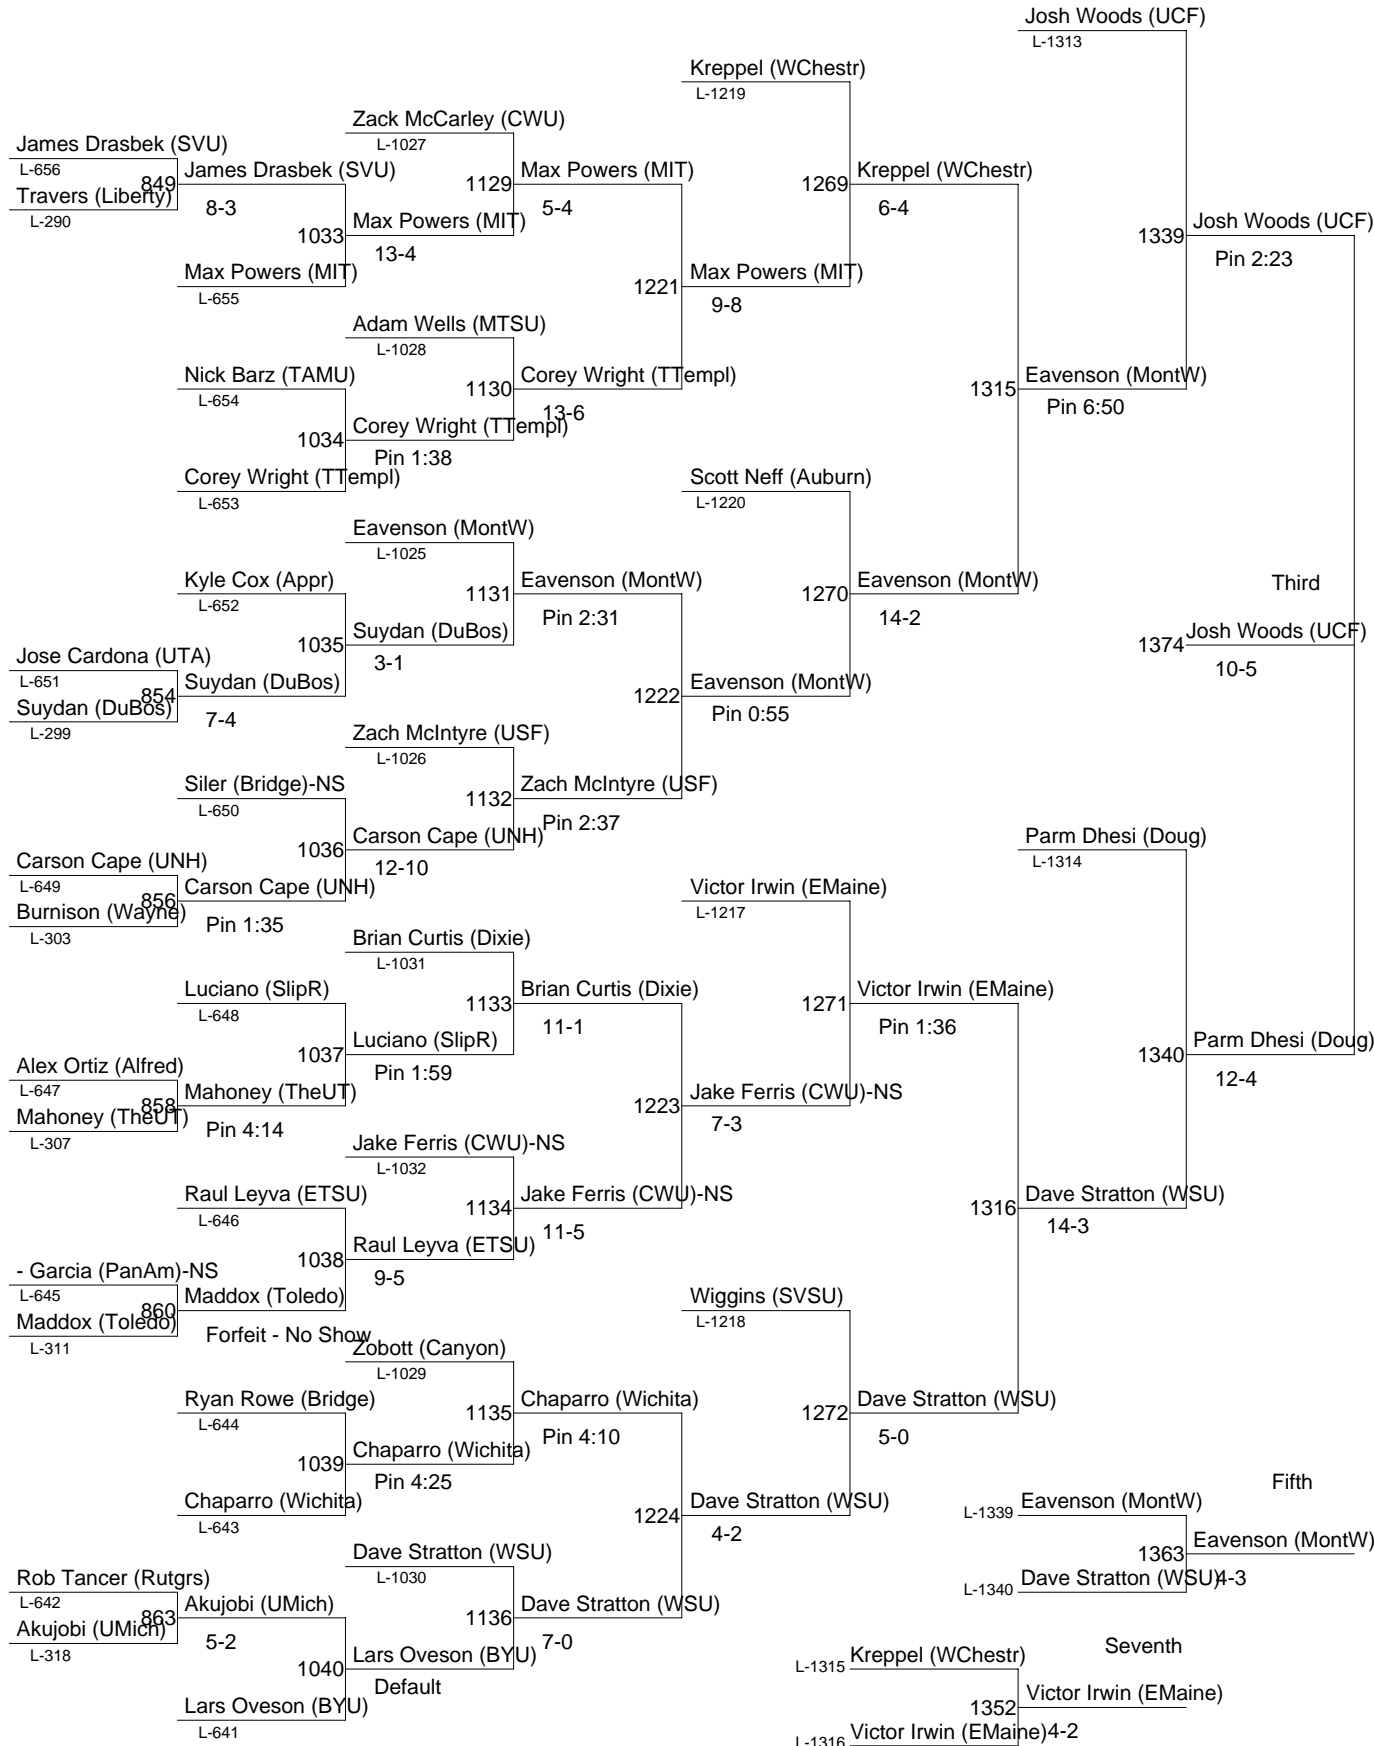 Josh Woods (UCF)
L-1313
Kreppel (WChestr)
L-1219
Zack McCarley (CWU)
L-1027
James Drasbek (SVU)
L-656
849 James Drasbek (SVU)
1129 Max Powers (MIT)
1269 Kreppel (WChestr)
Travers (Liberty)
8-3
5-4
6-4
L-290
1033 Max Powers (MIT)
1339 Josh Woods (UCF)
13-4
Pin 2:23
Max Powers (MIT)
L-655
1221 Max Powers (MIT)
9-8
Adam Wells (MTSU)
L-1028
Nick Barz (TAMU)
L-654
1130 Corey Wright (TTempl)
1315 Eavenson (MontW)
13-6
Pin 6:50
1034 Corey Wright (TTempl)
Pin 1:38
Corey Wright (TTempl)
L-653
Scott Neff (Auburn)
L-1220
Eavenson (MontW)
L-1025
Kyle Cox (Appr)
L-652
1131 Eavenson (MontW)
1270 Eavenson (MontW)
Third
Pin 2:31
14-2
1035 Suydan (DuBos)
1374 Josh Woods (UCF)
3-1
10-5
Jose Cardona (UTA)
L-651
854 Suydan (DuBos)
1222 Eavenson (MontW)
Suydan (DuBos)
7-4
Pin 0:55
L-299
Zach McIntyre (USF)
L-1026
Siler (Bridge)-NS
L-650
1132 Zach McIntyre (USF)
Pin 2:37
1036 Carson Cape (UNH)
12-10
Parm Dhesi (Doug)
L-1314
Carson Cape (UNH)
L-649
856 Carson Cape (UNH)
Victor Irwin (EMaine)
L-1217
Burnison (Wayne)
Pin 1:35
L-303
Brian Curtis (Dixie)
L-1031
Luciano (SlipR)
L-648
1133 Brian Curtis (Dixie)
1271 Victor Irwin (EMaine)
11-1
Pin 1:36
1037 Luciano (SlipR)
1340 Parm Dhesi (Doug)
Pin 1:59
12-4
Alex Ortiz (Alfred)
L-647
858 Mahoney (TheUT)
1223 Jake Ferris (CWU)-NS
Mahoney (TheUT)
Pin 4:14
7-3
L-307
Jake Ferris (CWU)-NS
L-1032
Raul Leyva (ETSU)
L-646
1134 Jake Ferris (CWU)-NS
1316 Dave Stratton (WSU)
11-5
14-3
1038 Raul Leyva (ETSU)
9-5
- Garcia (PanAm)-NS
L-645
860 Maddox (Toledo)
Wiggins (SVSU)
L-1218
Maddox (Toledo)
Forfeit - No Show
L-311
Zobott (Canyon)
L-1029
Ryan Rowe (Bridge)
L-644
1135 Chaparro (Wichita)
1272 Dave Stratton (WSU)
Pin 4:10
5-0
1039 Chaparro (Wichita)
Pin 4:25
Fifth
Chaparro (Wichita)
L-643
1224 Dave Stratton (WSU)
4-2
L-1339 Eavenson (MontW)
1363 Eavenson (MontW)
4-3
L-1340 Dave Stratton (WSU)
Dave Stratton (WSU)
L-1030
Rob Tancer (Rutgrs)
L-642
863 Akujobi (UMich)
1136 Dave Stratton (WSU)
Akujobi (UMich)
5-2
7-0
L-318
1040 Lars Oveson (BYU)
Default
Lars Oveson (BYU)
L-641
Seventh
L-1315 Kreppel (WChestr)
1352 Victor Irwin (EMaine)
4-2
L-1316 Victor Irwin (EMaine)